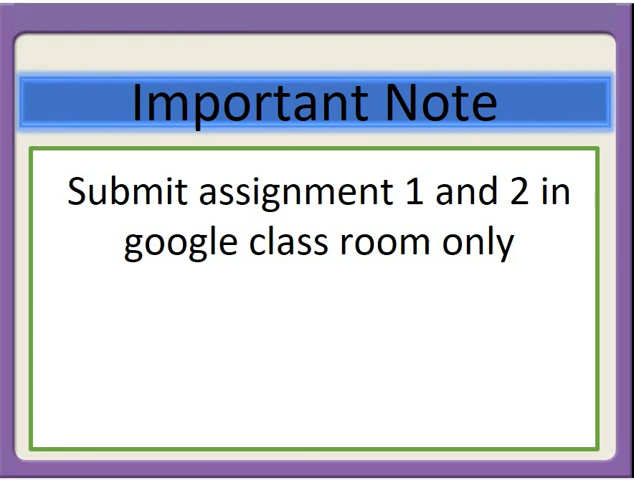 Important Note
Submit assignment 1 and 2 in
google class room only